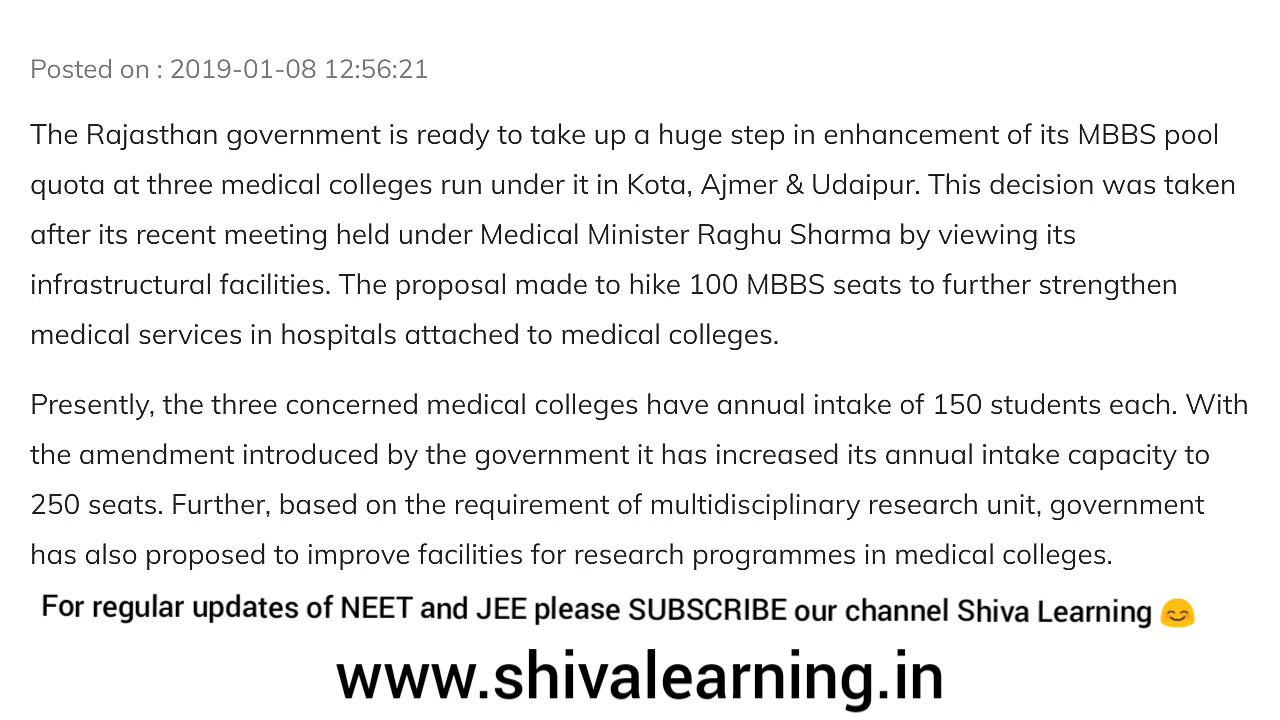 Posted on : 2019-01-08 12:56:21
The Rajasthan government is ready to take up a huge step in enhancement of its MBBS pool
quota at three medical colleges run under it in Kota, Ajmer & Udaipur. This decision was taken
after its recent meeting held under Medical Minister Raghu Sharma by viewing its
infrastructural facilities. The proposal made to hike 100 MBBS seats to further strengthen
medical services in hospitals attached to medical colleges.
Presently, the three concerned medical colleges have annual intake of 150 students each. With
the amendment introduced by the government it has increased its annual intake capacity to
250 seats. Further, based on the requirement of multidisciplinary research unit, government
has also proposed to improve facilities for research programmes in medical colleges.
For regular updates of NEET and JEE please SUBSCRIBE our channel Shiva Learning 😊
www.shivalearning.in